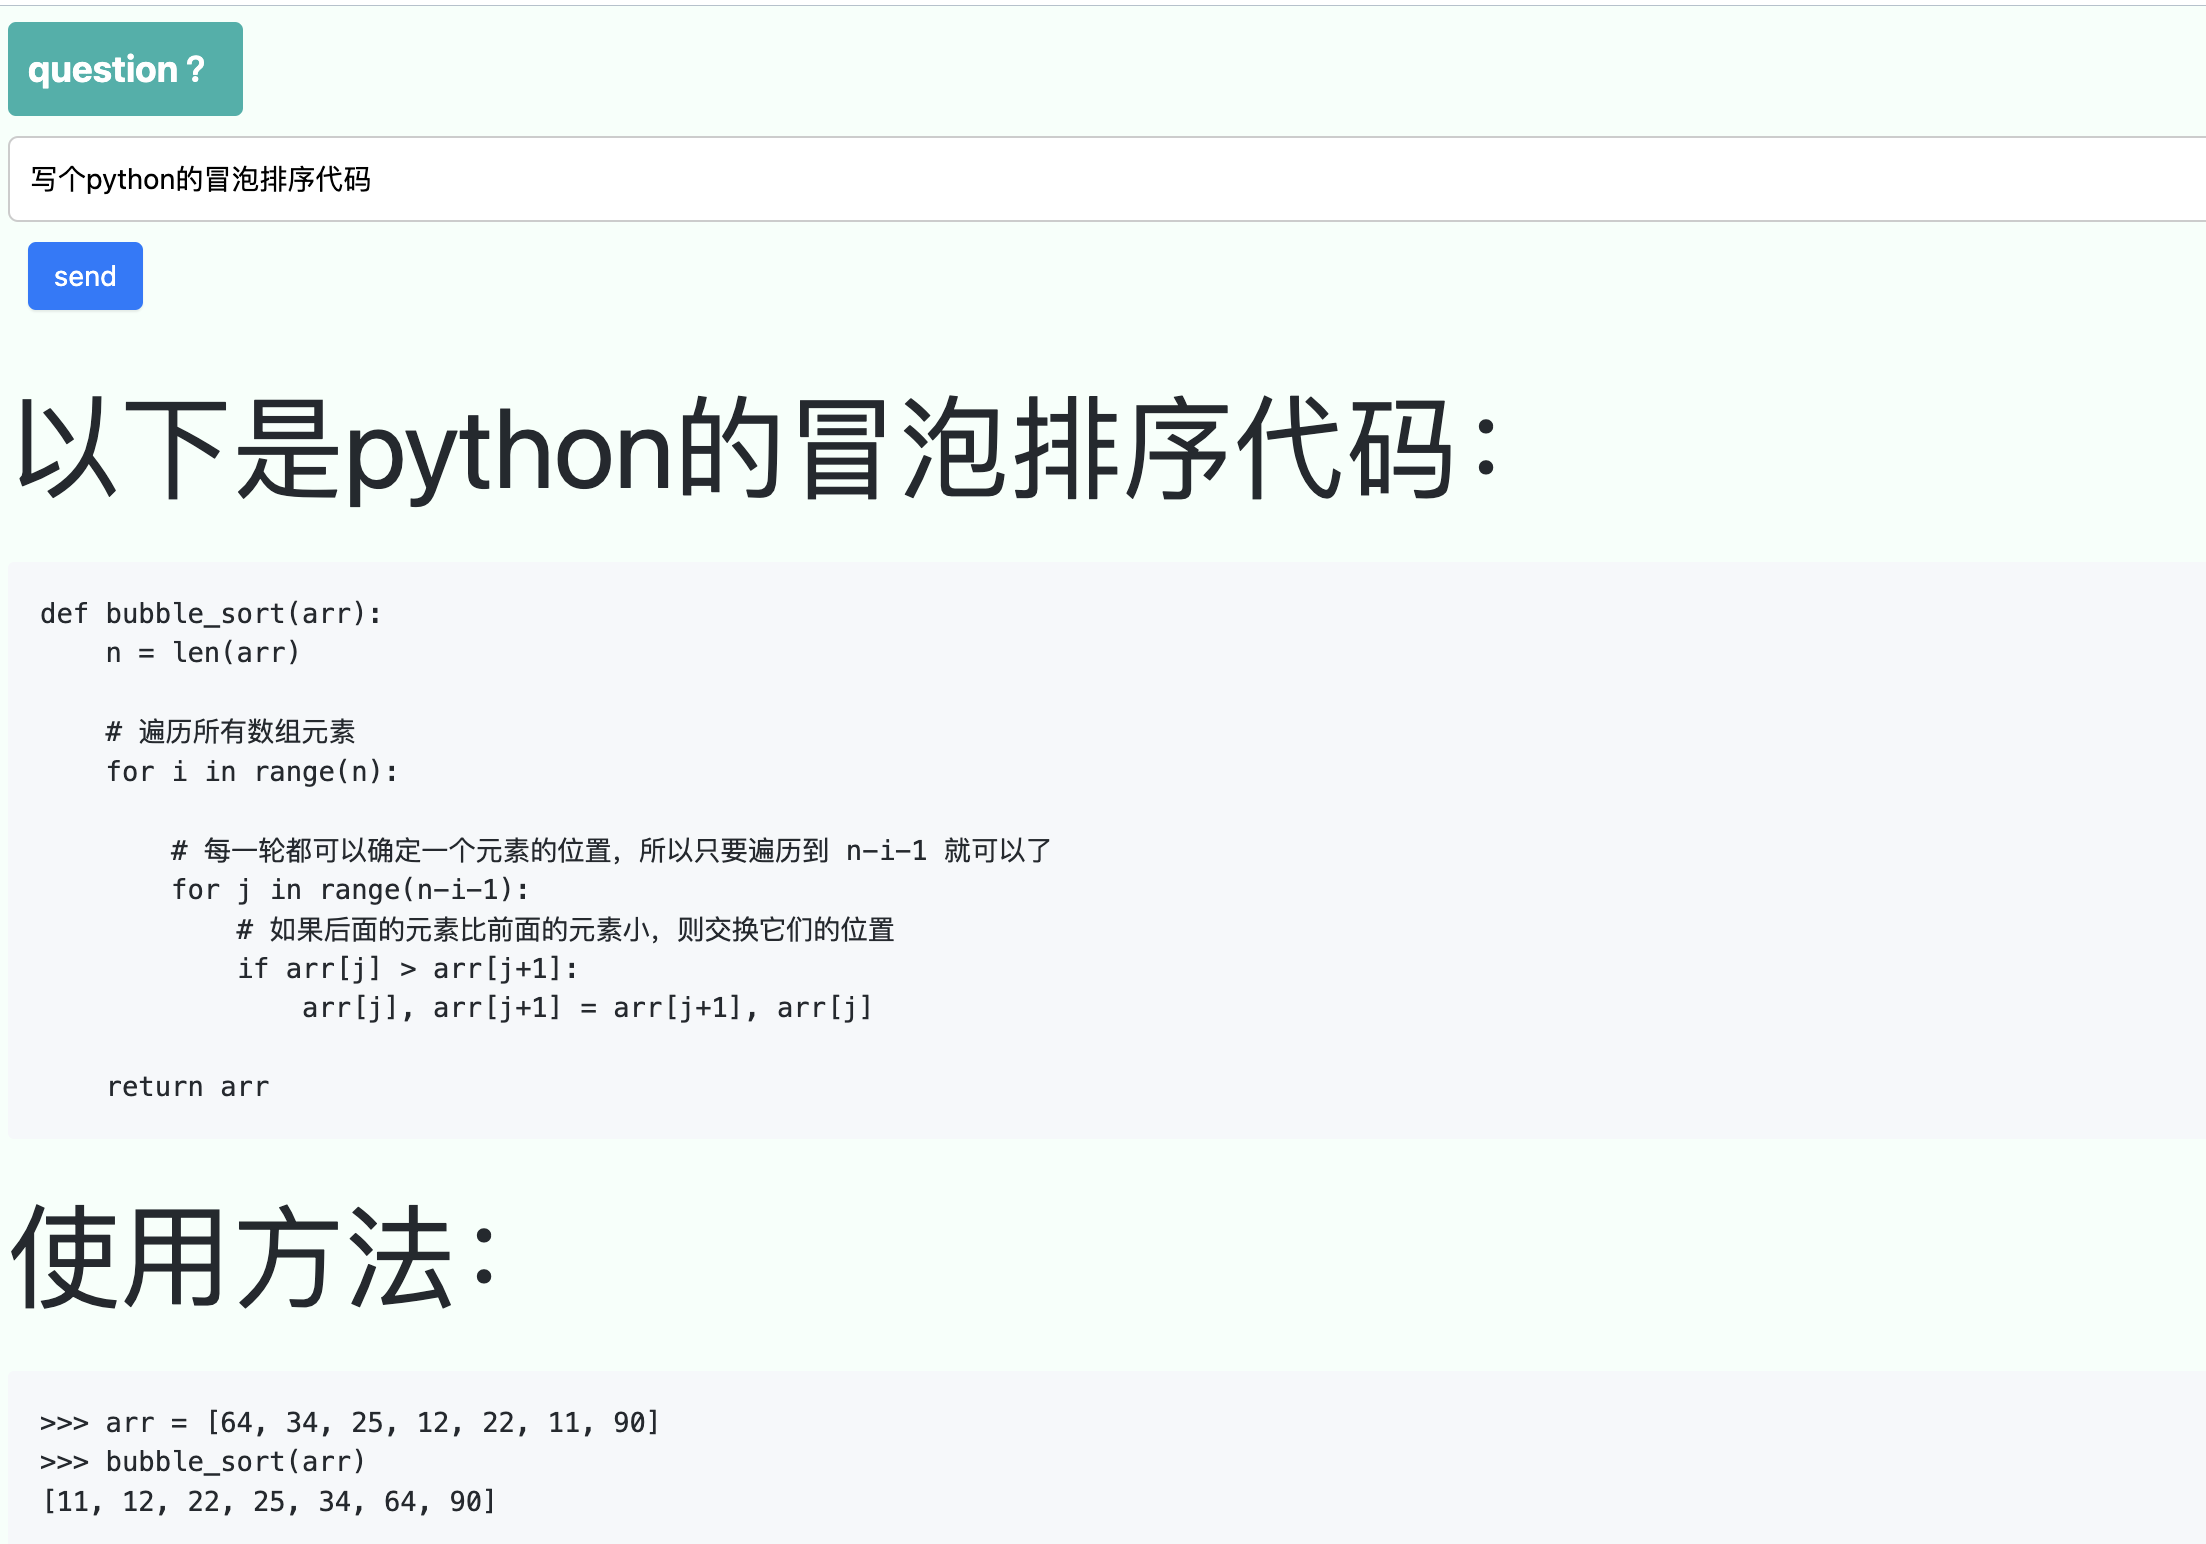 question ?
写个python的冒泡排序代码
send
以下是python的冒泡排序代码：
def bubble_sort(arr):
    n = len(arr)
    # 遍历所有数组元素
    for i in range(n):
        # 每一轮都可以确定一个元素的位置，所以只要遍历到 n-i-1 就可以了
        for j in range(n-i-1):
            # 如果后面的元素比前面的元素小，则交换它们的位置
            if arr[j] > arr[j+1]:
                arr[j], arr[j+1] = arr[j+1], arr[j]
    return arr
使用方法：
>>> arr = [64, 34, 25, 12, 22, 11, 90]
>>> bubble_sort(arr)
[11, 12, 22, 25, 34, 64, 90]